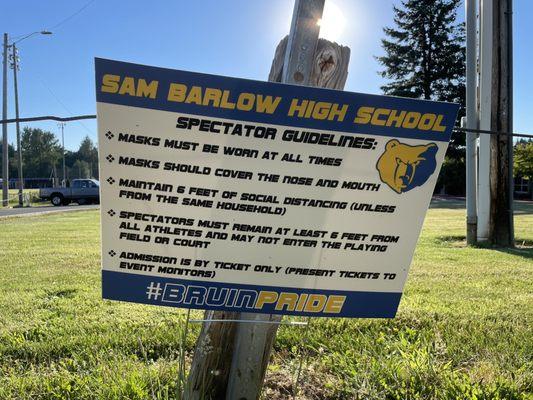 SAM BARLOW HIGH SCHOOL
SPECTATOR GUIDELINES:
❖ MASKS MUST BE WORN AT ALL TIMES
❖ MASKS SHOULD COVER THE NOSE AND MOUTH
❖ MAINTAIN 6 FEET OF SOCIAL DISTANCING (UNLESS
FROM THE SAME HOUSEHOLD)
❖ SPECTATORS MUST REMAIN AT LEAST 6 FEET FROM
ALL ATHLETES AND MAY NOT ENTER THE PLAYING
FIELD OR COURT
❖ ADMISSION IS BY TICKET ONLY (PRESENT TICKETS TO
EVENT MONITORS)
#BRUINPRIDE